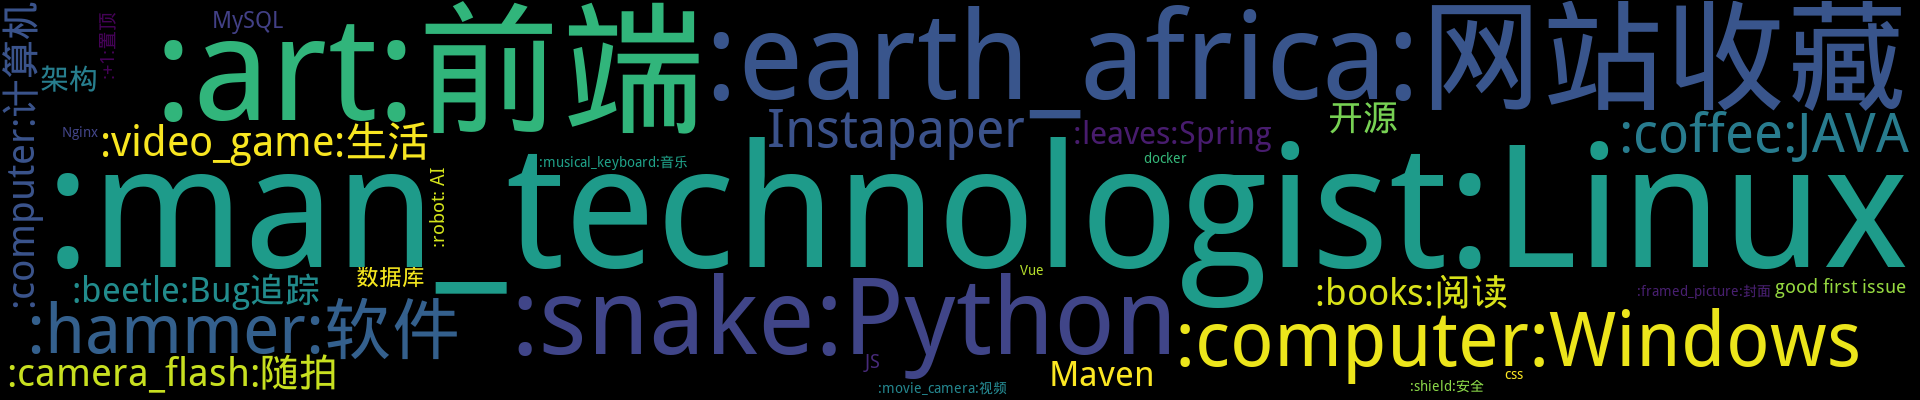 :computer:计算机
:+1:置顶
MySQL
:art:前端
:earth_africa:网站收藏
架构
Nginx
:video_game:生活
Instapaper
:leaves:Spring
开源
:coffee:JAVA
:musical_keyboard:音乐
docker
:man_technologist:Linux
:robot: AI
:beetle:Bug追踪
数据库
Vue
:books:阅读
:framed_picture:封面
good first issue
:hammer:软件
:snake:Python
:computer:Windows
:camera_flash:随拍
JS
Maven
css
:movie_camera:视频
:shield:安全